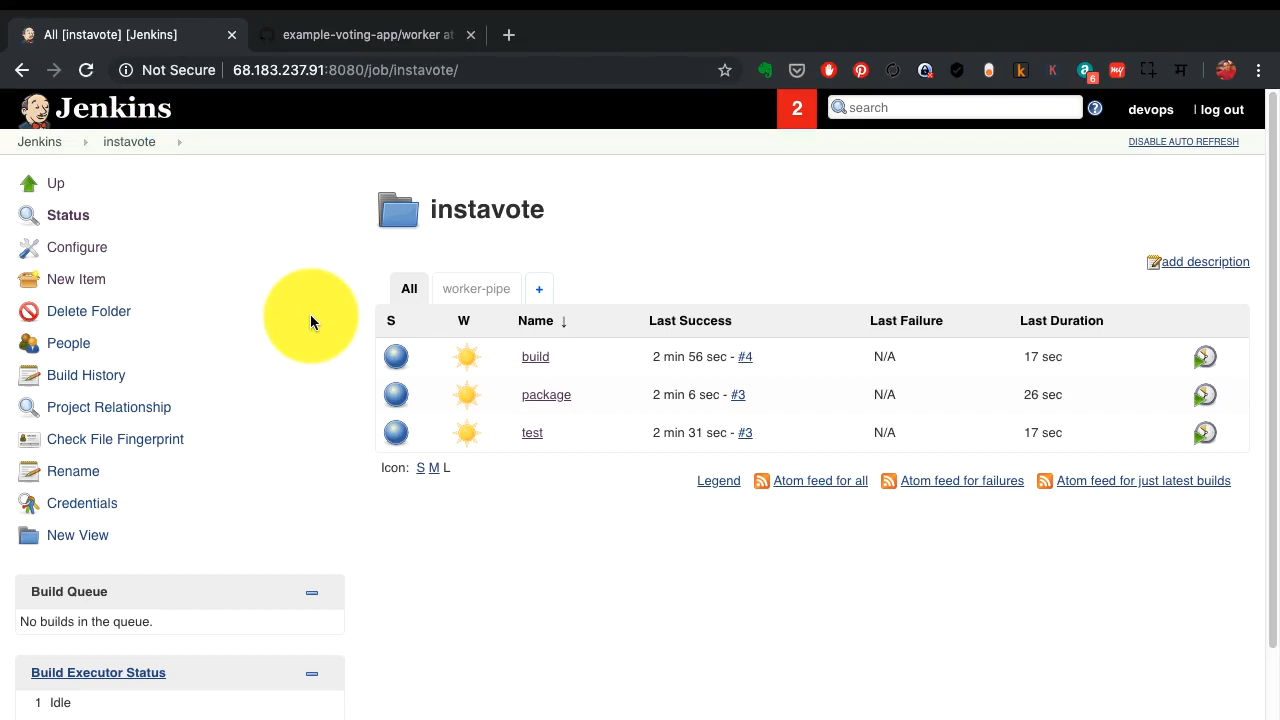 All [instavote] [Jenkins]
example-voting-app/worker at
Not Secure 68.183.237.91:8080/job/instavote/
6
Jenkins
2
search
devops | log out
Jenkins instavote
DISABLE AUTO REFRESH
Up
Status
Configure
New Item
Delete Folder
People
Build History
Project Relationship
Check File Fingerprint
Rename
Credentials
New View
Build Queue
No builds in the queue.
Build Executor Status
1 Idle
instavote
add description
All worker-pipe +
S W Name ↓ Last Success Last Failure Last Duration
build 2 min 56 sec - #4 N/A 17 sec
package 2 min 6 sec - #3 N/A 26 sec
test 2 min 31 sec - #3 N/A 17 sec
Icon: S M L
Legend Atom feed for all Atom feed for failures Atom feed for just latest builds